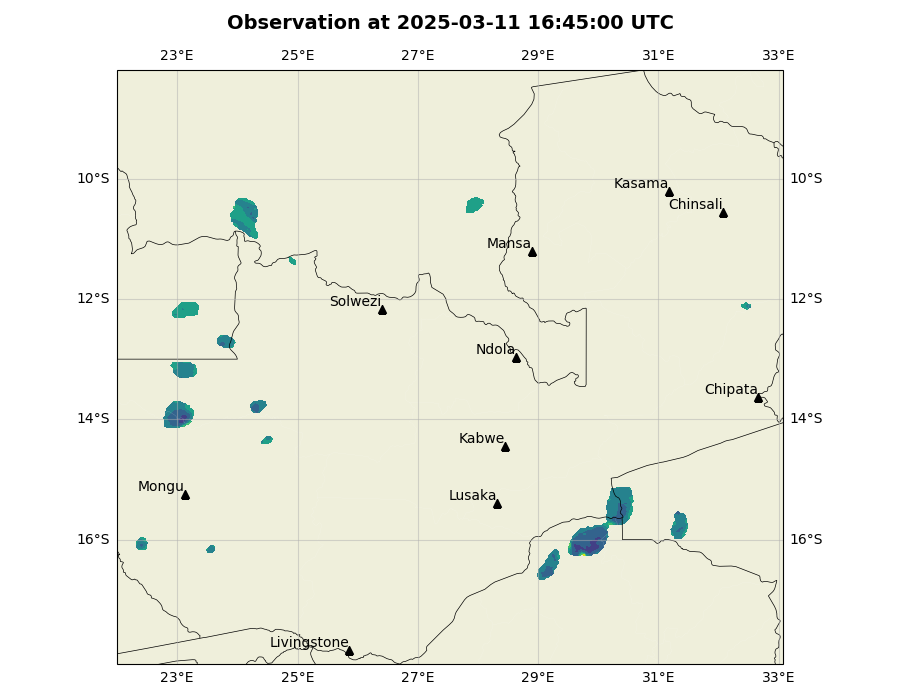 Observation at 2025-03-11 16:45:00 UTC
23°E 25°E 27°E 29°E 31°E 33°E
10°S 10°S
Kasama
Chinsali
Mansa
12°S 12°S
Solwezi
Ndola
Chipata
14°S 14°S
Kabwe
Mongu
Lusaka
16°S 16°S
Livingstone
23°E 25°E 27°E 29°E 31°E 33°E